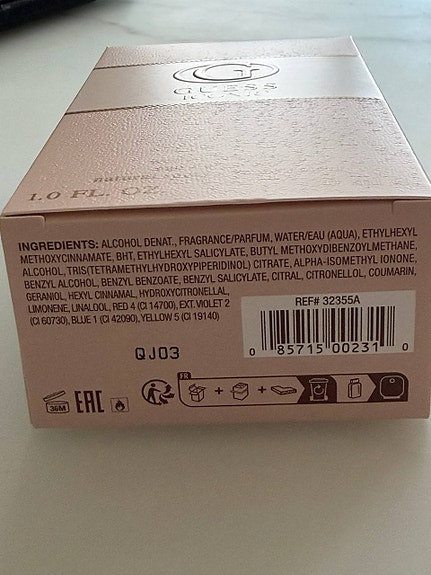 G
GUESS
1.0 FL. OZ
INGREDIENTS: ALCOHOL DENAT., FRAGRANCE/PARFUM, WATER/EAU (AQUA), ETHYLHEXYL
METHOXYCINNAMATE, BHT, ETHYLHEXYL SALICYLATE, BUTYL METHOXYDIBENZOYLMETHANE,
ALCOHOL, TRIS(TETRAMETHYLHYDROXYPIPERIDINOL) CITRATE, ALPHA-ISOMETHYL IONONE,
BENZYL ALCOHOL, BENZYL BENZOATE, BENZYL SALICYLATE, CITRAL, CITRONELLOL, COUMARIN,
GERANIOL, HEXYL CINNAMAL, HYDROXYCITRONELLAL,
LIMONENE, LINALOOL, RED 4 (CI 14700), EXT. VIOLET 2
(CI 60730), BLUE 1 (CI 42090), YELLOW 5 (CI 19140)
REF# 32355A
0 85715 00231 0
QJ03
36M
EAC
FR
+ +